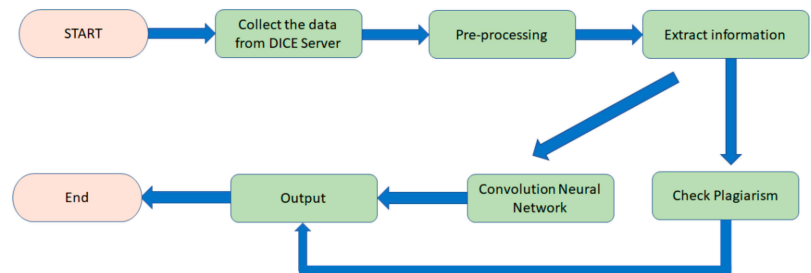 START
Collect the data
from DICE Server
Pre-processing
Extract information
End
Output
Convolution Neural
Network
Check Plagiarism